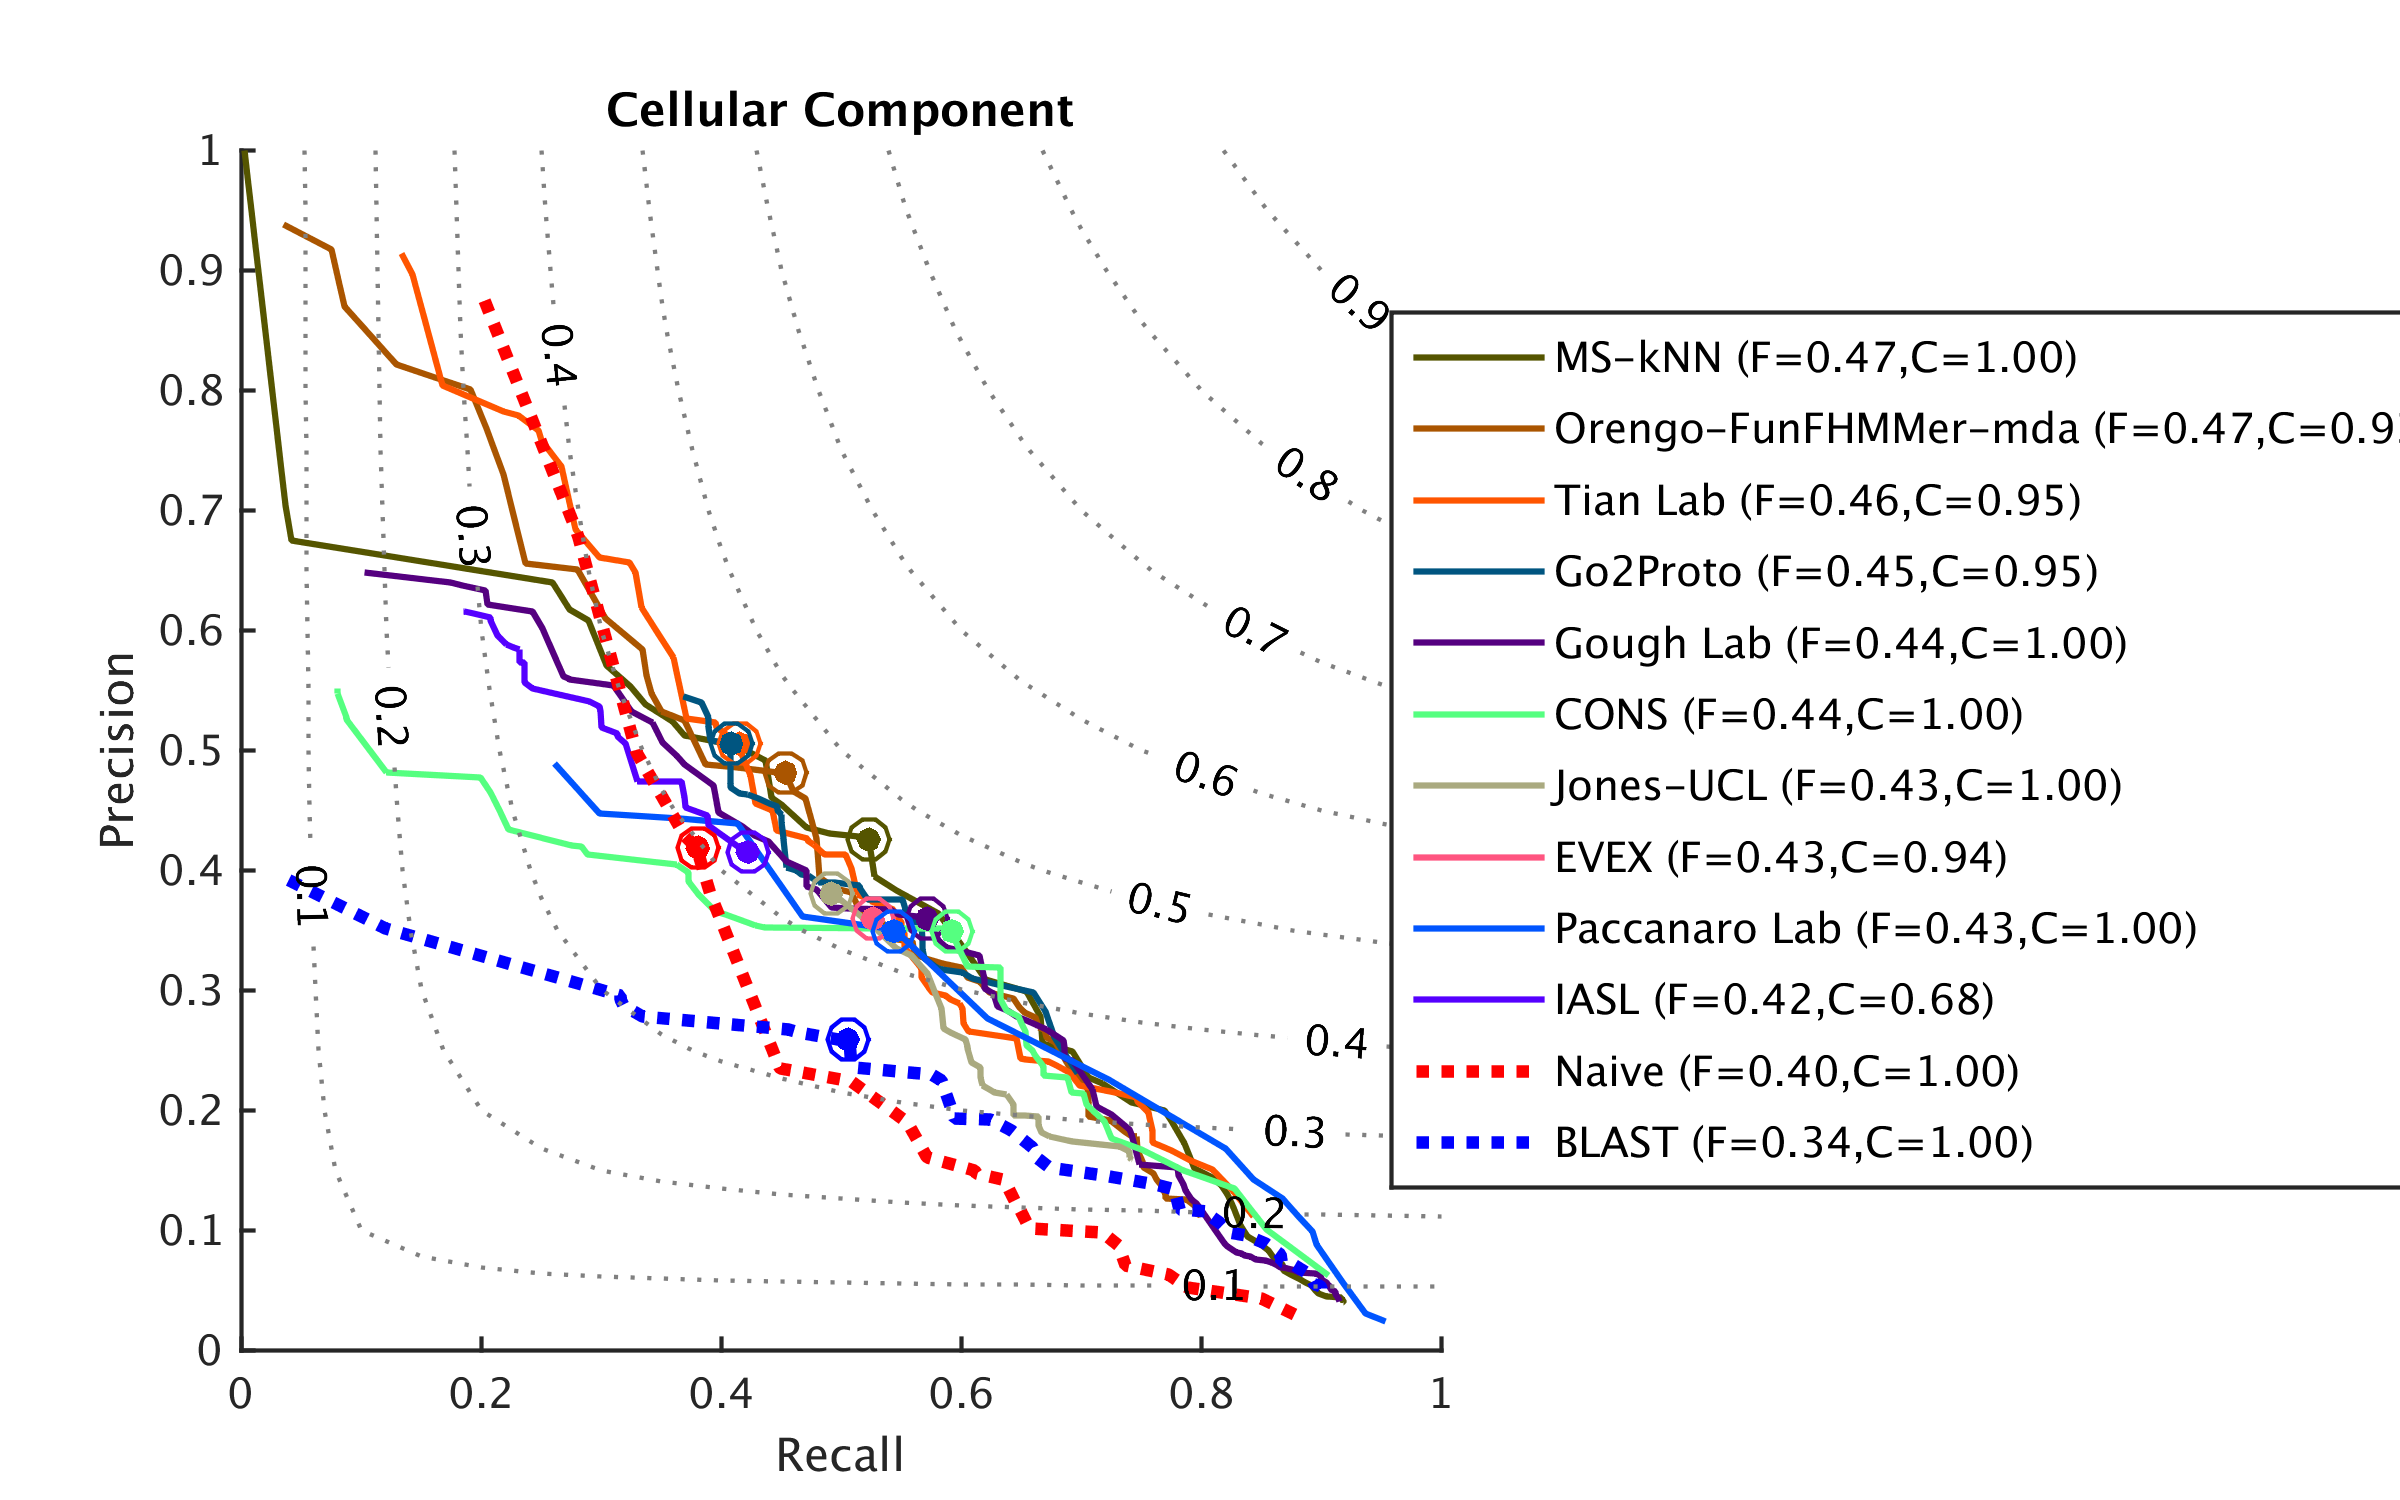 Cellular Component
Precision
1
0.9
0.8
0.7
0.6
0.5
0.4
0.3
0.2
0.1
0
0 0.2 0.4 0.6 0.8 1
Recall
0.1
0.2
0.3
0.4
0.9
0.8
0.7
0.6
0.5
0.4
0.3
0.2
0.1
MS-kNN (F=0.47,C=1.00)
Orengo-FunFHMMer-mda (F=0.47,C=0.9
Tian Lab (F=0.46,C=0.95)
Go2Proto (F=0.45,C=0.95)
Gough Lab (F=0.44,C=1.00)
CONS (F=0.44,C=1.00)
Jones-UCL (F=0.43,C=1.00)
EVEX (F=0.43,C=0.94)
Paccanaro Lab (F=0.43,C=1.00)
IASL (F=0.42,C=0.68)
Naive (F=0.40,C=1.00)
BLAST (F=0.34,C=1.00)